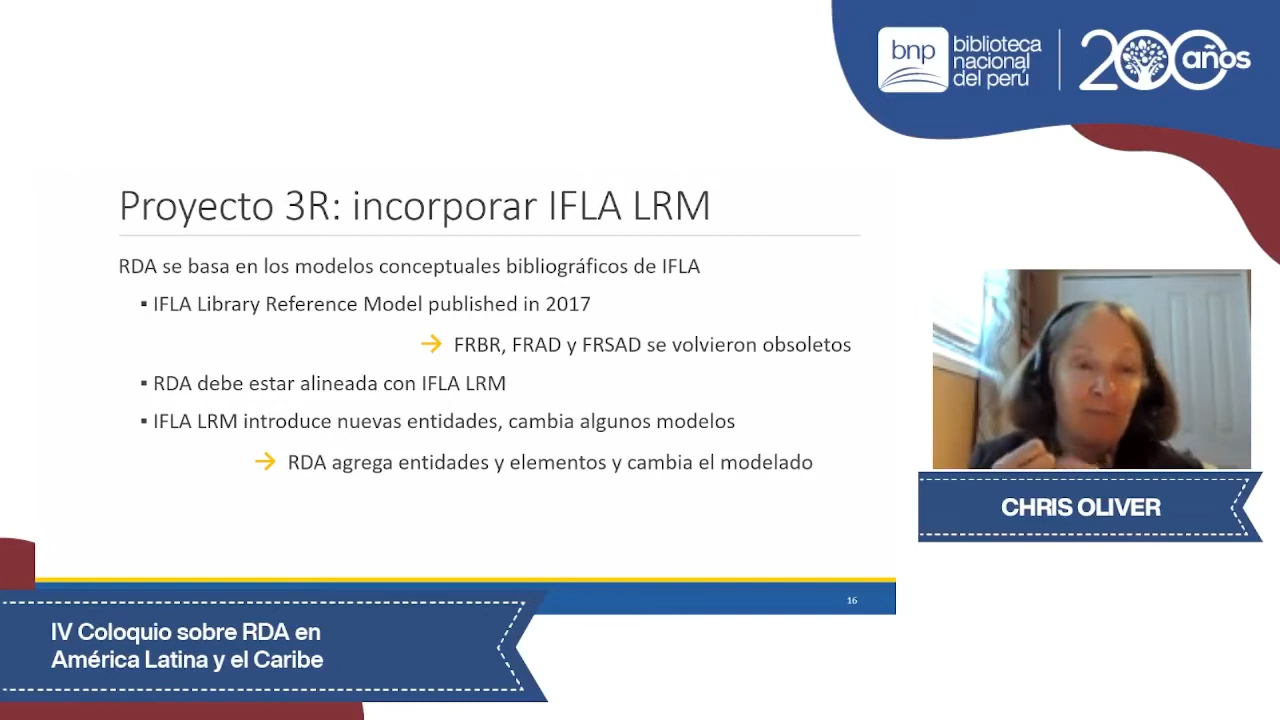 bnp
biblioteca
nacional
del perú
200 años
Proyecto 3R: incorporar IFLA LRM
RDA se basa en los modelos conceptuales bibliográficos de IFLA
▪ IFLA Library Reference Model published in 2017
→ FRBR, FRAD y FRSAD se volvieron obsoletos
▪ RDA debe estar alineada con IFLA LRM
▪ IFLA LRM introduce nuevas entidades, cambia algunos modelos
→ RDA agrega entidades y elementos y cambia el modelado
CHRIS OLIVER
16
IV Coloquio sobre RDA en
América Latina y el Caribe